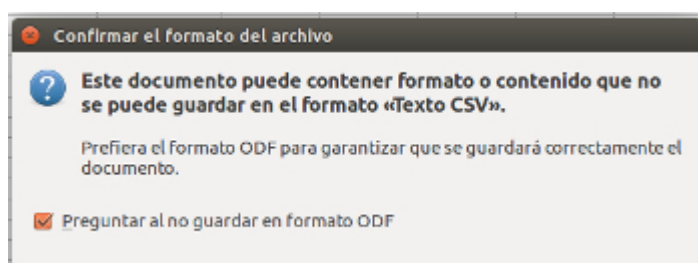 Confirmar el formato del archivo
Este documento puede contener formato o contenido que no
se puede guardar en el formato «Texto CSV».
Prefiera el formato ODF para garantizar que se guardará correctamente el
documento.
Preguntar al no guardar en formato ODF